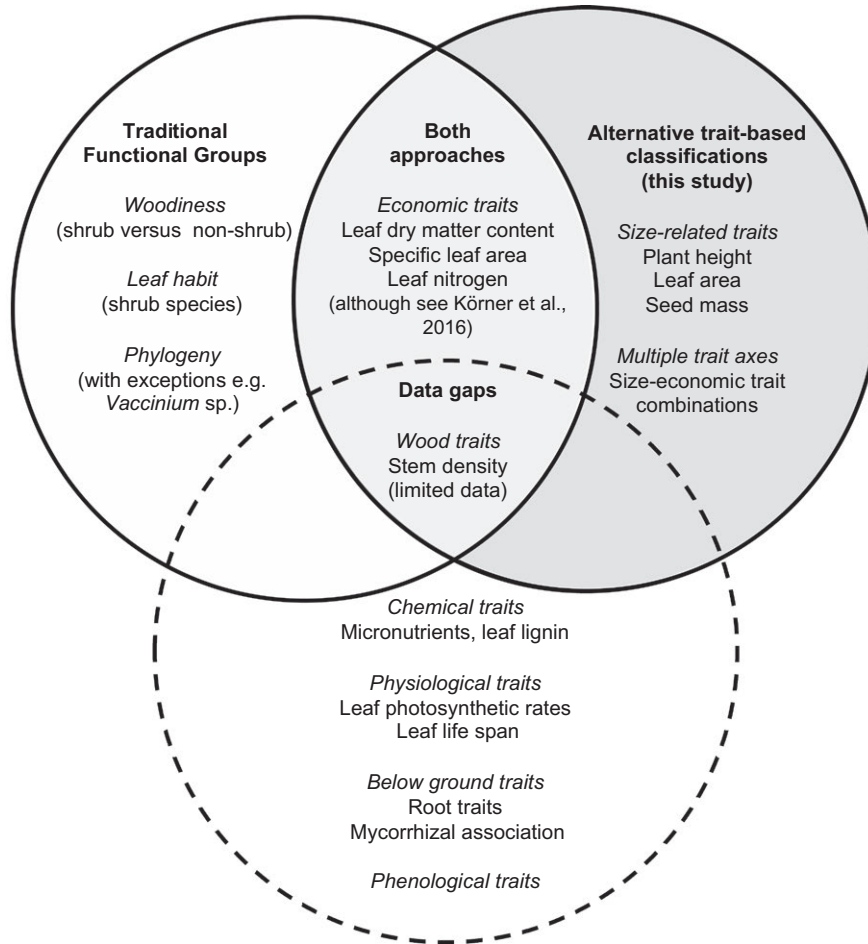 Traditional
Functional Groups
Woodiness
(shrub versus non-shrub)
Leaf habit
(shrub species)
Phylogeny
(with exceptions e.g.
Vaccinium sp.)
Both
approaches
Economic traits
Leaf dry matter content
Specific leaf area
Leaf nitrogen
(although see Körner et al.,
2016)
Alternative trait-based
classifications
(this study)
Size-related traits
Plant height
Leaf area
Seed mass
Multiple trait axes
Size-economic trait
combinations
Data gaps
Wood traits
Stem density
(limited data)
Chemical traits
Micronutrients, leaf lignin
Physiological traits
Leaf photosynthetic rates
Leaf life span
Below ground traits
Root traits
Mycorrhizal association
Phenological traits